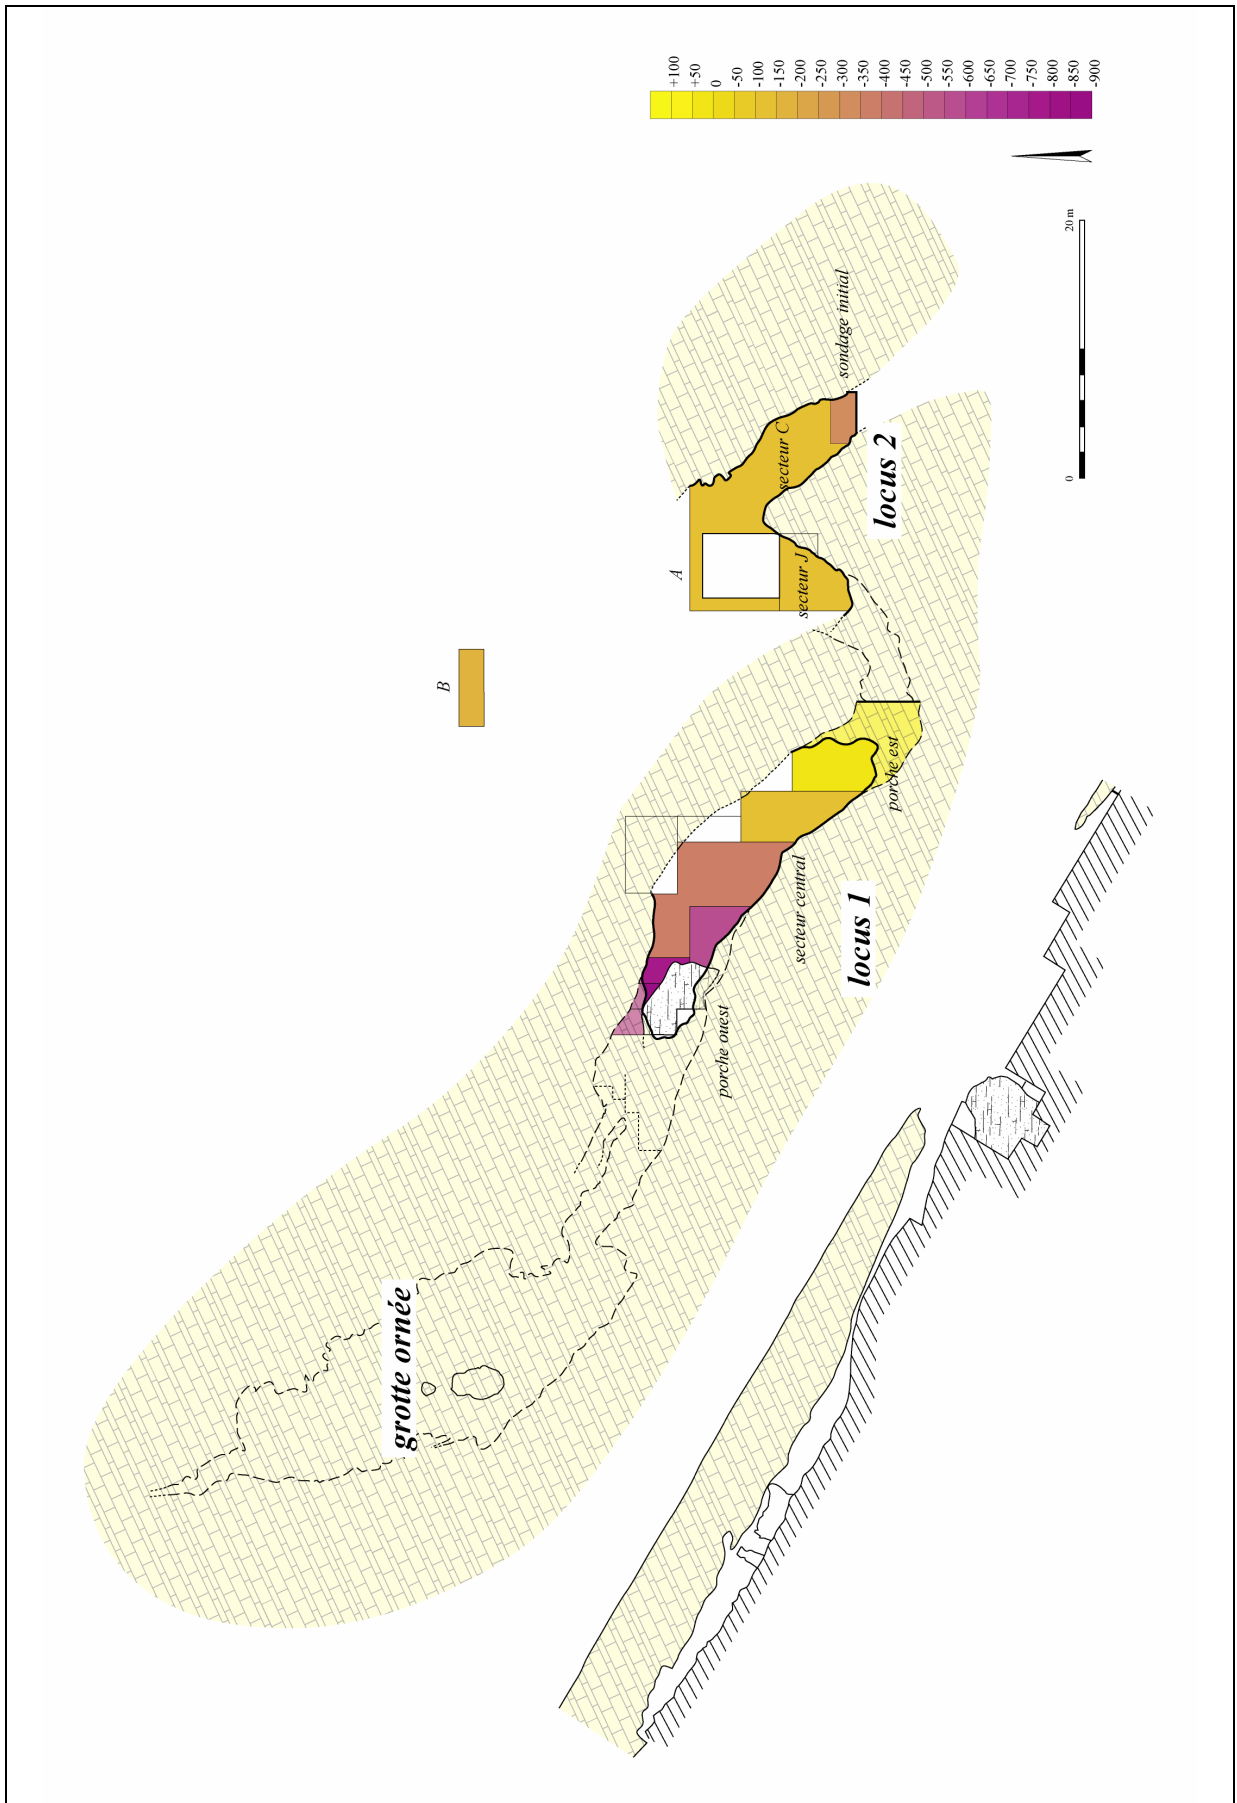 +100
+50
0
-50
-100
-150
-200
-250
-300
-350
-400
-450
-500
-550
-600
-650
-700
-750
-800
-850
-900
20 m
0
sondage initial
secteur C
locus 2
A
secteur J
B
porche est
secteur central
locus 1
porche ouest
grotte ornée